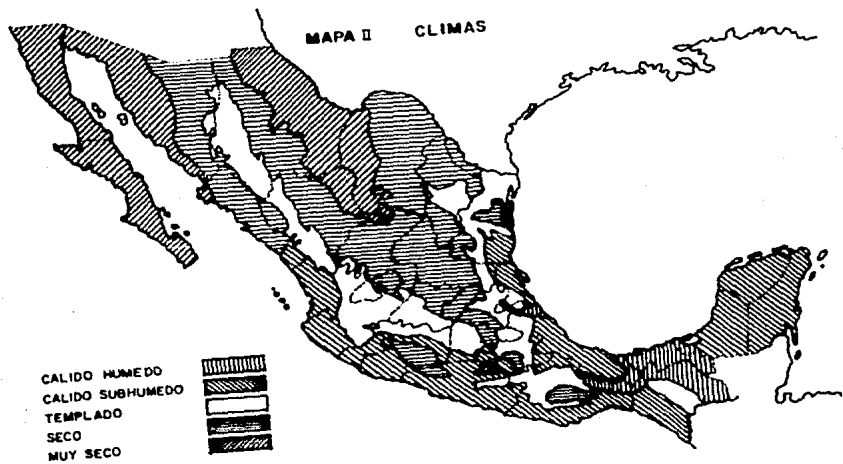 MAPA II CLIMAS
CALIDO HUMEDO
CALIDO SUBHUMEDO
TEMPLADO
SECO
MUY SECO